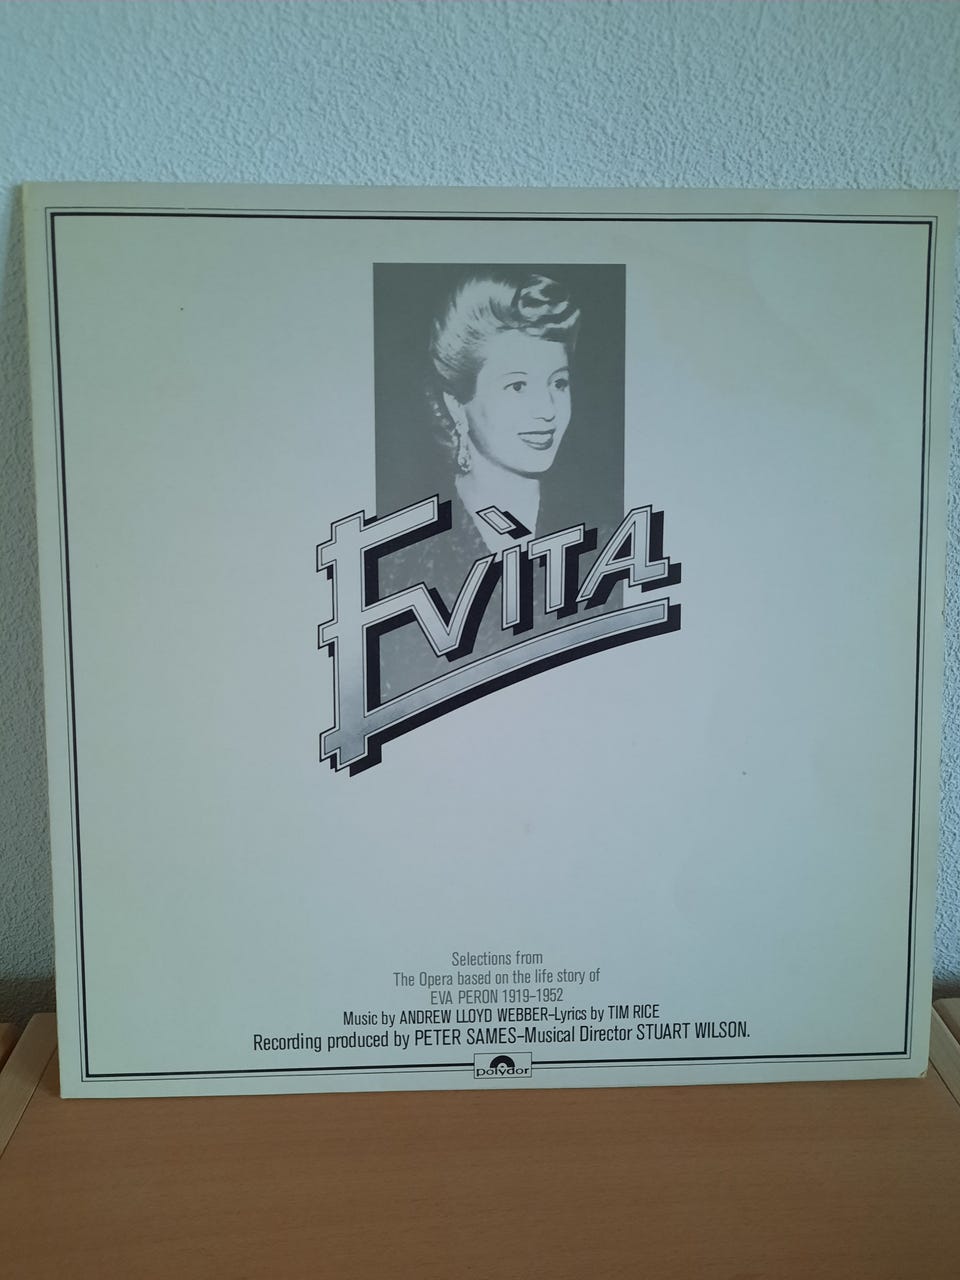 EVITA
Selections from
The Opera based on the life story of
EVA PERON 1919-1952
Music by ANDREW LLOYD WEBBER-Lyrics by TIM RICE
Recording produced by PETER SAMES-Musical Director STUART WILSON.
polydor